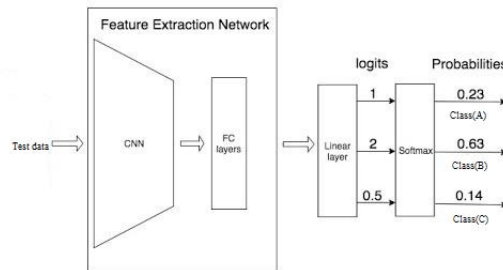 Feature Extraction Network
logits
Probabilities
Test data
CNN
FC
layers
Linear
layer
Softmax
1
2
0.5
0.23
Class(A)
0.63
Class(B)
0.14
Class(C)